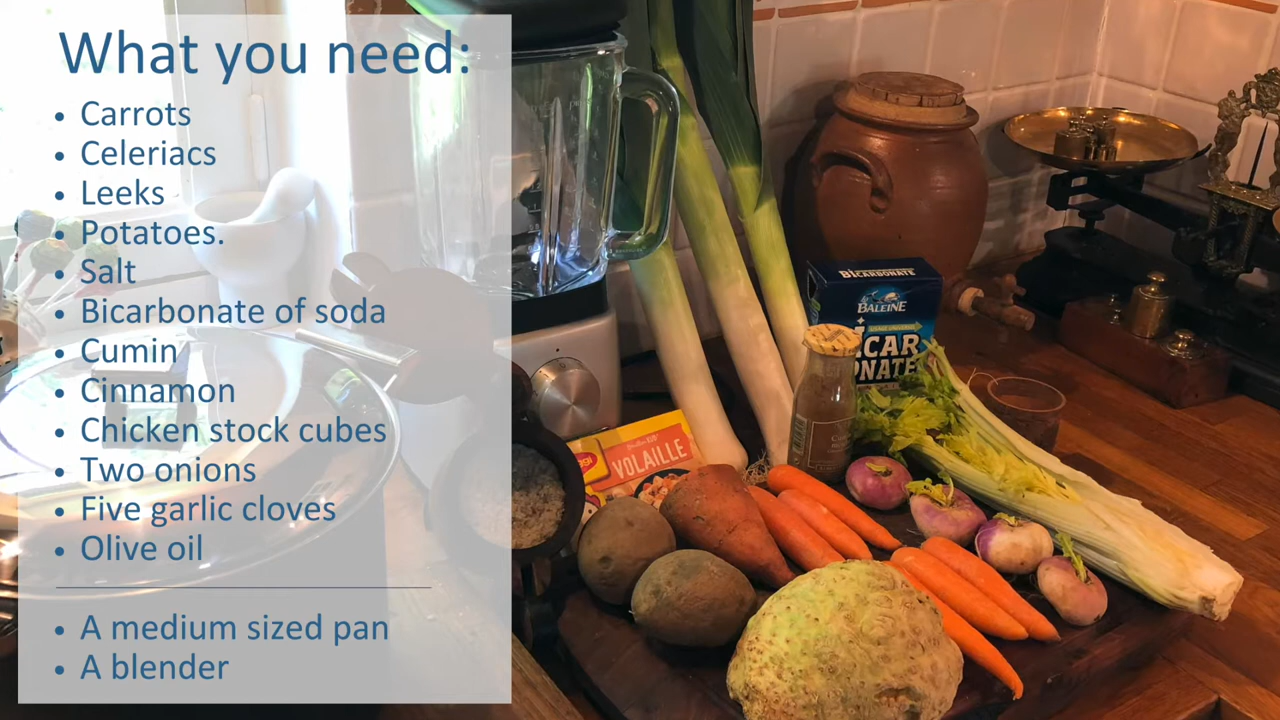 What you need:
• Carrots
• Celeriacs
• Leeks
• Potatoes.
• Salt
• Bicarbonate of soda
• Cumin
• Cinnamon
• Chicken stock cubes
• Two onions
• Five garlic cloves
• Olive oil
• A medium sized pan
• A blender
BICARBONATE
BALEINE
VOLAILLE